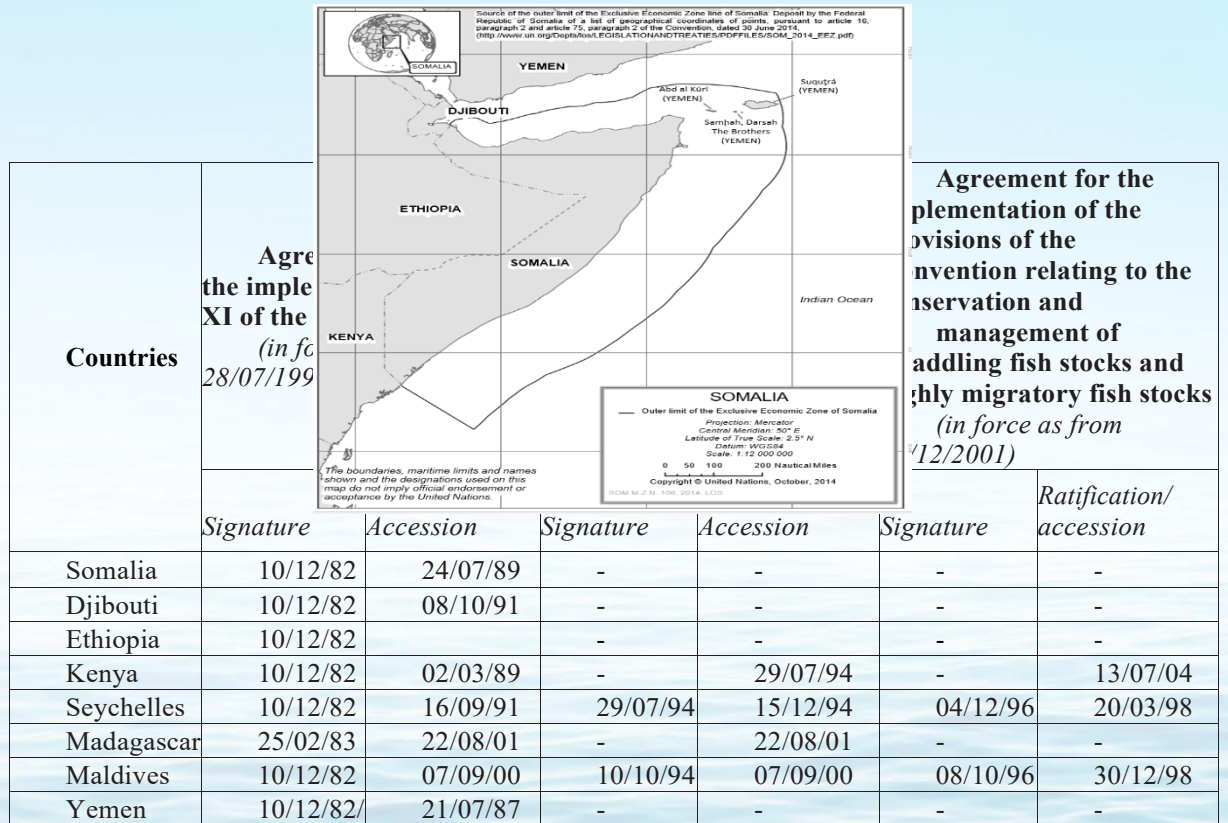 Source of the outer limit of the Exclusive Economic Zone line of Somalia: Deposit by the Federal
Republic of Somalia of a list of geographical coordinates of points, pursuant to article 16,
paragraph 2 and article 75, paragraph 2 of the Convention, dated 30 June 2014,
(http://www.un.org/Depts/los/LEGISLATIONANDTREATIES/PDFFILES/SOM_2014_EEZ.pdf)
SOMALIA
YEMEN
DJIBOUTI
Abd al Kūrī
(YEMEN)
Suquţrá
(YEMEN)
Samḩah, Darsah
The Brothers
(YEMEN)
ETHIOPIA
SOMALIA
KENYA
Indian Ocean
SOMALIA
Outer limit of the Exclusive Economic Zone of Somalia
Projection: Mercator
Central Meridian: 50° E
Latitude of True Scale: 2.5° N
Datum: WGS84
Scale: 1:12 000 000
0 50 100 200 Nautical Miles
Copyright © United Nations, October, 2014
SOM M.Z.N. 106 2014 LOS
The boundaries, maritime limits and names
shown and the designations used on this
map do not imply official endorsement or
acceptance by the United Nations.
Countries
Agre
the imple
XI of the
(in fo
28/07/199
Agreement for the
plementation of the
ovisions of the
nvention relating to the
nservation and
management of
addling fish stocks and
ghly migratory fish stocks
(in force as from
/12/2001)
Signature Accession Signature Accession Signature Ratification/
accession
Somalia 10/12/82 24/07/89 - - - -
Djibouti 10/12/82 08/10/91 - - - -
Ethiopia 10/12/82 - - - -
Kenya 10/12/82 02/03/89 - 29/07/94 - 13/07/04
Seychelles 10/12/82 16/09/91 29/07/94 15/12/94 04/12/96 20/03/98
Madagascar 25/02/83 22/08/01 - 22/08/01 - -
Maldives 10/12/82 07/09/00 10/10/94 07/09/00 08/10/96 30/12/98
Yemen 10/12/82/ 21/07/87 - - - -